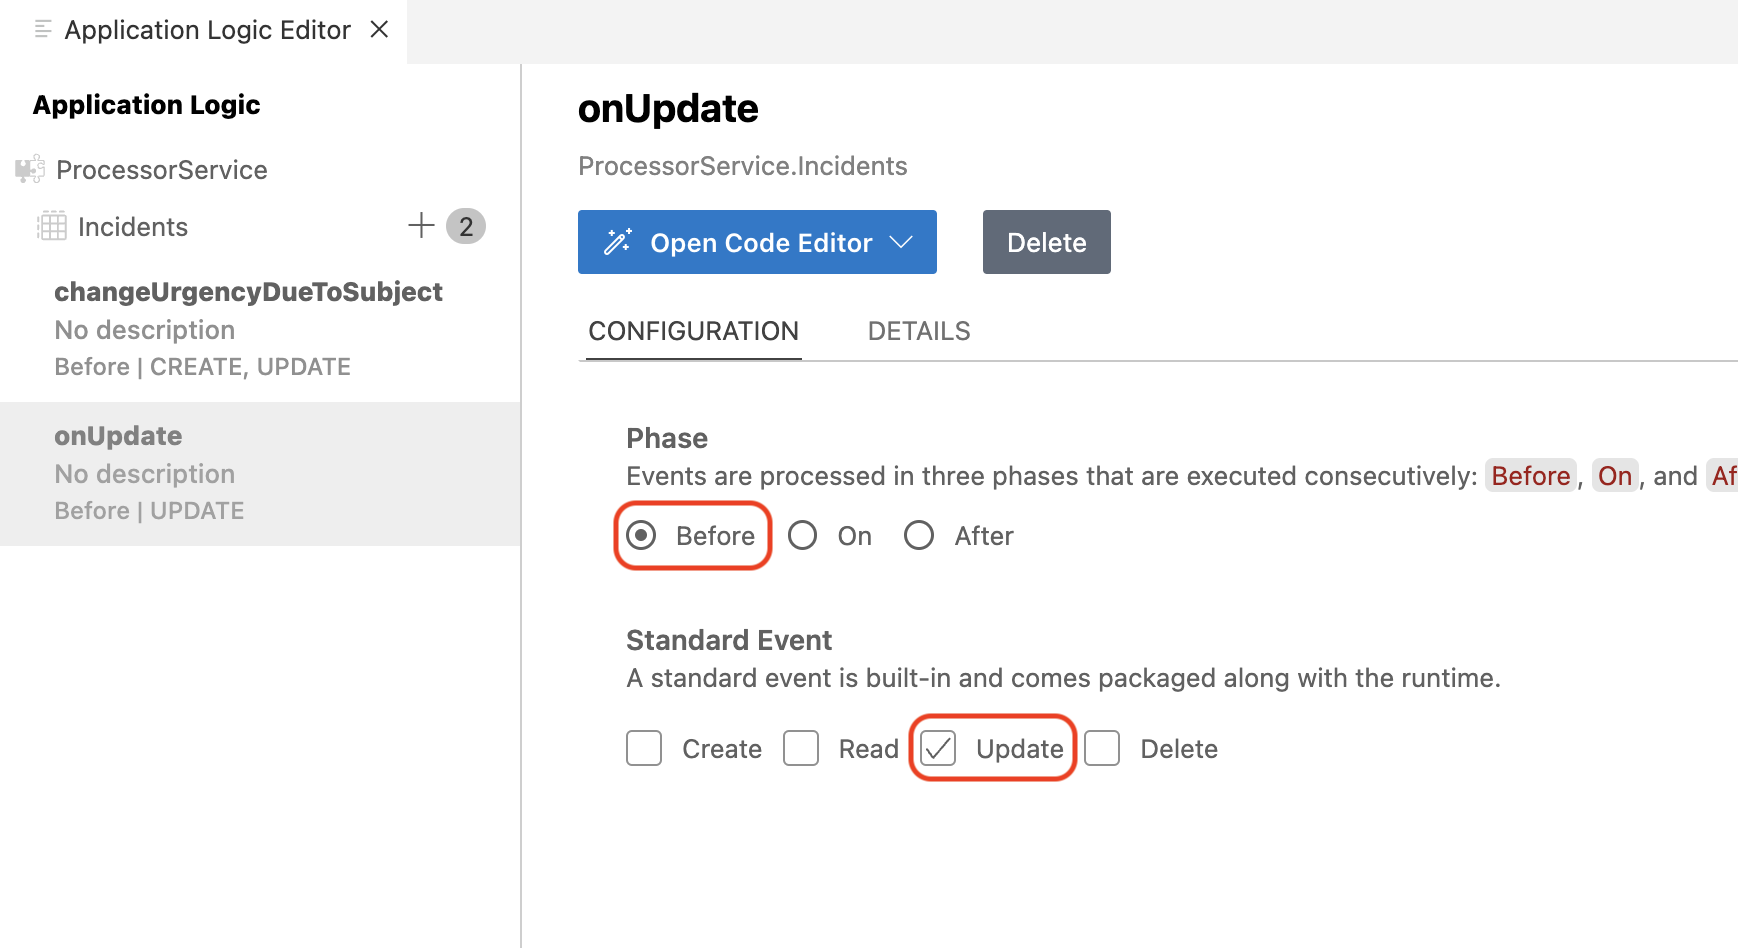 Application Logic Editor
Application Logic
ProcessorService
Incidents 2
changeUrgencyDueToSubject
No description
Before | CREATE, UPDATE
onUpdate
No description
Before | UPDATE
onUpdate
ProcessorService.Incidents
Open Code Editor Delete
CONFIGURATION DETAILS
Phase
Events are processed in three phases that are executed consecutively: Before, On, and Af
Before On After
Standard Event
A standard event is built-in and comes packaged along with the runtime.
Create Read Update Delete